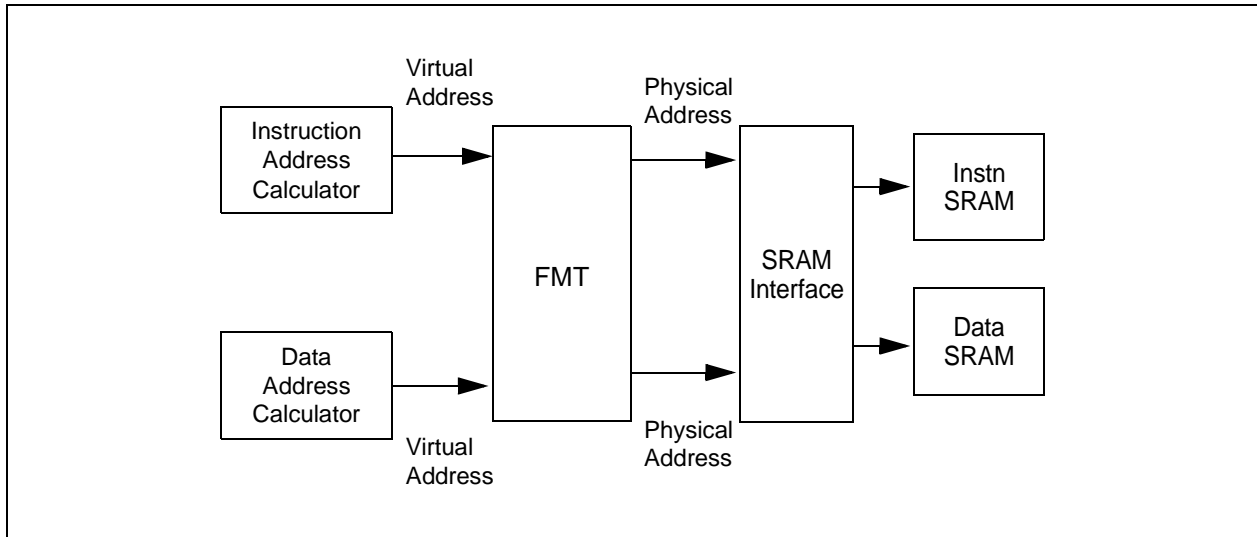 Virtual
Address
Physical
Address
Instruction
Address
Calculator
FMT
SRAM
Interface
Instn
SRAM
Data
SRAM
Data
Address
Calculator
Virtual
Address
Physical
Address